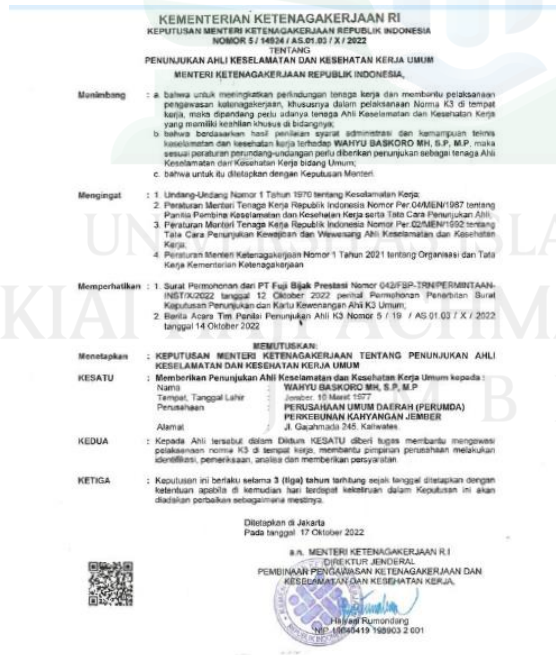 KEMENTERIAN KETENAGAKERJAAN RI
KEPUTUSAN MENTERI KETENAGAKERJAAN REPUBLIK INDONESIA
NOMOR 5 / 14924 / AS.01.03 / X / 2022
TENTANG
PENUNJUKAN AHLI KESELAMATAN DAN KESEHATAN KERJA UMUM
MENTERI KETENAGAKERJAAN REPUBLIK INDONESIA,
Menimbang : a. bahwa untuk meningkatkan perlindungan tenaga kerja dan membantu pelaksanaan
pengawasan ketenagakerjaan, khususnya dalam pelaksanaan Norma K3 di tempat
kerja, maka dipandang perlu adanya tenaga Ahli Keselamatan dan Kesehatan Kerja
yang memiliki keahlian khusus di bidangnya;
b. bahwa berdasarkan hasil penilaian syarat administrasi dan kemampuan teknis
keselamatan dan kesehatan kerja terhadap WAHYU BASKORO MH, S.P, M.P, maka
sesuai peraturan perundang-undangan perlu diberikan penunjukan sebagai tenaga Ahli
Keselamatan dan Kesehatan Kerja bidang Umum;
c. bahwa untuk itu ditetapkan dengan Keputusan Menteri.
Mengingat : 1. Undang-Undang Nomor 1 Tahun 1970 tentang Keselamatan Kerja;
2. Peraturan Menteri Tenaga Kerja Republik Indonesia Nomor Per.04/MEN/1987 tentang
Panitia Pembina Keselamatan dan Kesehatan Kerja serta Tata Cara Penunjukan Ahli;
3. Peraturan Menteri Tenaga Kerja Republik Indonesia Nomor Per.02/MEN/1992 tentang
Tata Cara Penunjukan Kewajiban dan Wewenang Ahli Keselamatan dan Kesehatan
Kerja;
4. Peraturan Menteri Ketenagakerjaan Nomor 1 Tahun 2021 tentang Organisasi dan Tata
Kerja Kementerian Ketenagakerjaan
Memperhatikan : 1. Surat Permohonan dari PT Fuji Bijak Prestasi Nomor 042/FBP-TRN/PERMINTAAN-
INST/X/2022 tanggal 12 Oktober 2022 perihal Permohonan Penerbitan Surat
Keputusan Penunjukan dan Kartu Kewenangan Ahli K3 Umum;
2. Berita Acara Tim Penilai Penunjukan Ahli K3 Nomor 5 / 19 / AS.01.03 / X / 2022
tanggal 14 Oktober 2022
MEMUTUSKAN:
Menetapkan : KEPUTUSAN MENTERI KETENAGAKERJAAN TENTANG PENUNJUKAN AHLI
KESELAMATAN DAN KESEHATAN KERJA UMUM
KESATU : Memberikan Penunjukan Ahli Keselamatan dan Kesehatan Kerja Umum kepada :
Nama : WAHYU BASKORO MH, S.P, M.P
Tempat, Tanggal Lahir : Jember, 10 Maret 1977
Perusahaan : PERUSAHAAN UMUM DAERAH (PERUMDA)
PERKEBUNAN KAHYANGAN JEMBER
Alamat : Jl. Gajahmada 245, Kaliwates.
KEDUA : Kepada Ahli tersebut dalam Diktum KESATU diberi tugas membantu mengawasi
pelaksanaan norma K3 di tempat kerja, membantu pimpinan perusahaan melakukan
identifikasi, pemeriksaan, analisa dan memberikan persyaratan.
KETIGA : Keputusan ini berlaku selama 3 (tiga) tahun terhitung sejak tanggal ditetapkan dengan
ketentuan apabila di kemudian hari terdapat kekeliruan dalam Keputusan ini akan
diadakan perbaikan sebagaimana mestinya.
Ditetapkan di Jakarta
Pada tanggal 17 Oktober 2022
a.n. MENTERI KETENAGAKERJAAN R.I
DIREKTUR JENDERAL
PEMBINAAN PENGAWASAN KETENAGAKERJAAN DAN
KESELAMATAN DAN KESEHATAN KERJA,
Haiyani Rumondang
NIP. 19640419 198903 2 001